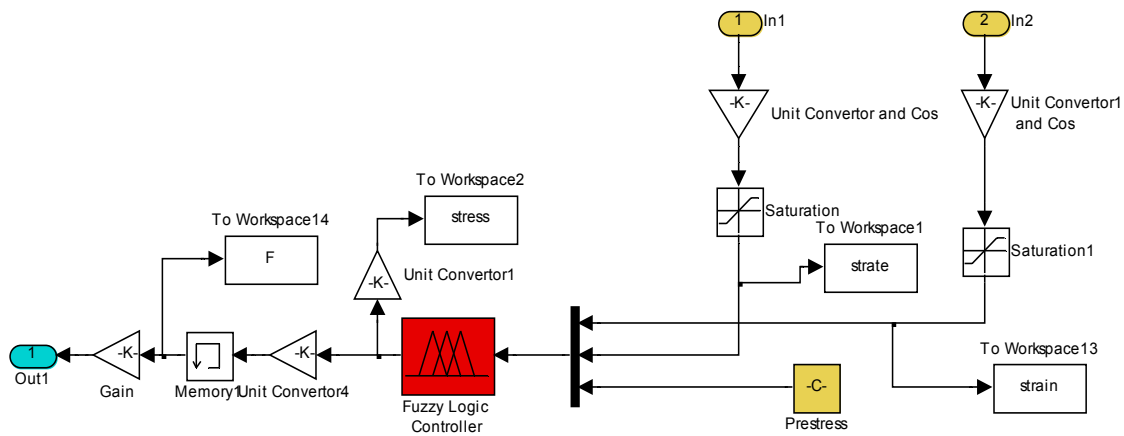 1
In1
2
In2
-K-
Unit Convertor and Cos
-K-
Unit Convertor1
and Cos
To Workspace2
stress
Saturation
To Workspace14
F
To Workspace1
strate
Saturation1
-K-
Unit Convertor1
1
Out1
-K-
Gain
Memory1
-K-
Unit Convertor4
Fuzzy Logic
Controller
To Workspace13
strain
-C-
Prestress